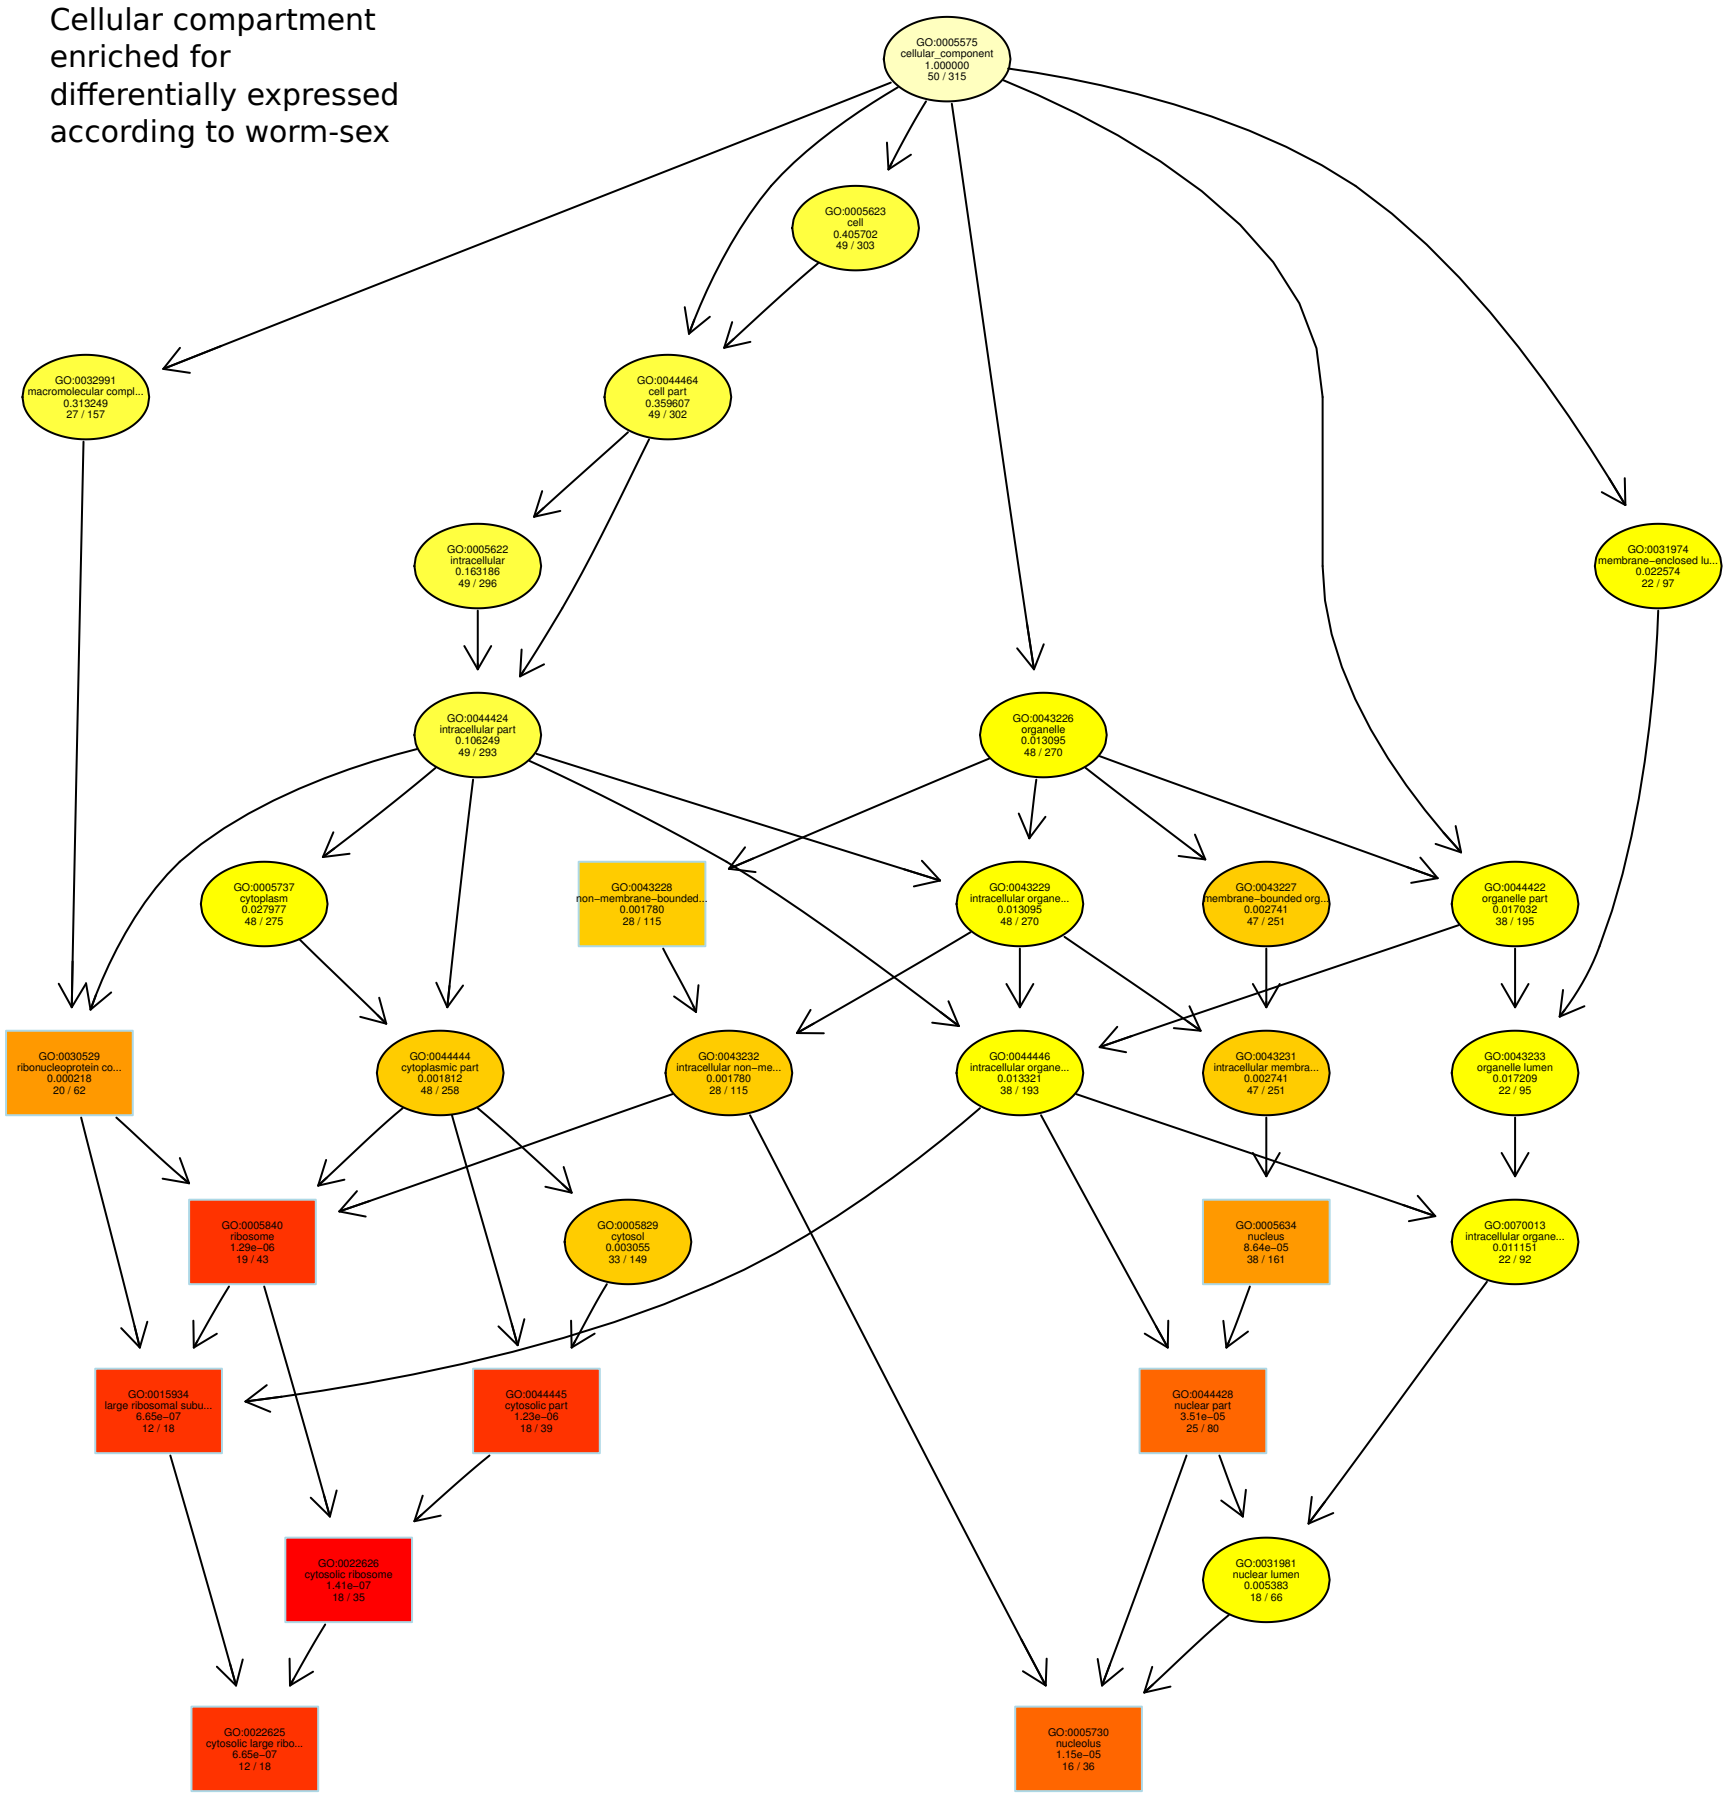 Cellular compartment
enriched for
differentially expressed
according to worm-sex
GO:0005575
cellular_component
1.000000
50 / 315
GO:0005623
cell
0.405702
49 / 303
GO:0032991
macromolecular compl...
0.313249
27 / 157
GO:0044464
cell part
0.359607
49 / 302
GO:0005622
intracellular
0.163186
49 / 296
GO:0031974
membrane−enclosed lu...
0.022574
22 / 97
GO:0044424
intracellular part
0.106249
49 / 293
GO:0043226
organelle
0.013095
48 / 270
GO:0005737
cytoplasm
0.027977
48 / 275
GO:0043228
non−membrane−bounded...
0.001780
28 / 115
GO:0043229
intracellular organe...
0.013095
48 / 270
GO:0043227
membrane−bounded org...
0.002741
47 / 251
GO:0044422
organelle part
0.017032
38 / 195
GO:0030529
ribonucleoprotein co...
0.000218
20 / 62
GO:0044444
cytoplasmic part
0.001812
48 / 258
GO:0043232
intracellular non−me...
0.001780
28 / 115
GO:0044446
intracellular organe...
0.013321
38 / 193
GO:0043231
intracellular membra...
0.002741
47 / 251
GO:0043233
organelle lumen
0.017209
22 / 95
GO:0005840
ribosome
1.29e−06
19 / 43
GO:0005829
cytosol
0.003055
33 / 149
GO:0005634
nucleus
8.64e−05
38 / 161
GO:0070013
intracellular organe...
0.011151
22 / 92
GO:0015934
large ribosomal subu...
6.65e−07
12 / 18
GO:0044445
cytosolic part
1.23e−06
18 / 39
GO:0044428
nuclear part
3.51e−05
25 / 80
GO:0022626
cytosolic ribosome
1.41e−07
18 / 35
GO:0031981
nuclear lumen
0.005383
18 / 66
GO:0022625
cytosolic large ribo...
6.65e−07
12 / 18
GO:0005730
nucleolus
1.15e−05
16 / 36